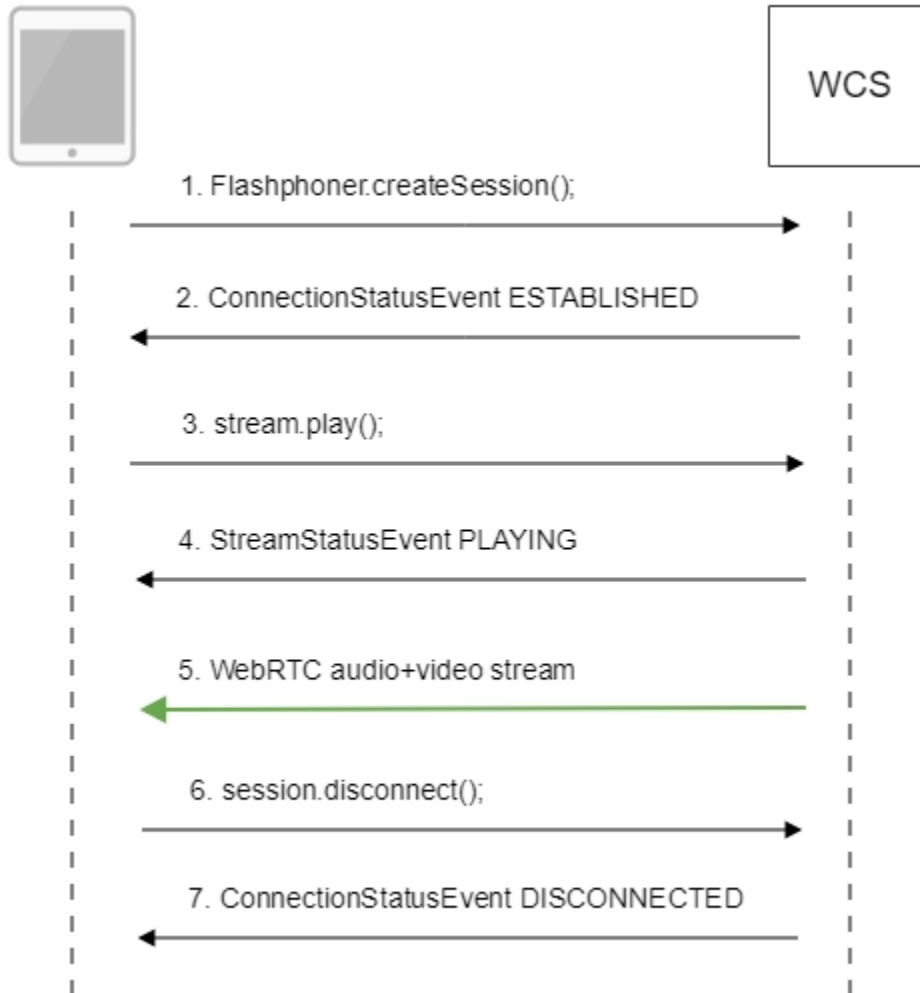 WCS
1. Flashphoner.createSession();
2. ConnectionStatusEvent ESTABLISHED
3. stream.play();
4. StreamStatusEvent PLAYING
5. WebRTC audio+video stream
6. session.disconnect();
7. ConnectionStatusEvent DISCONNECTED